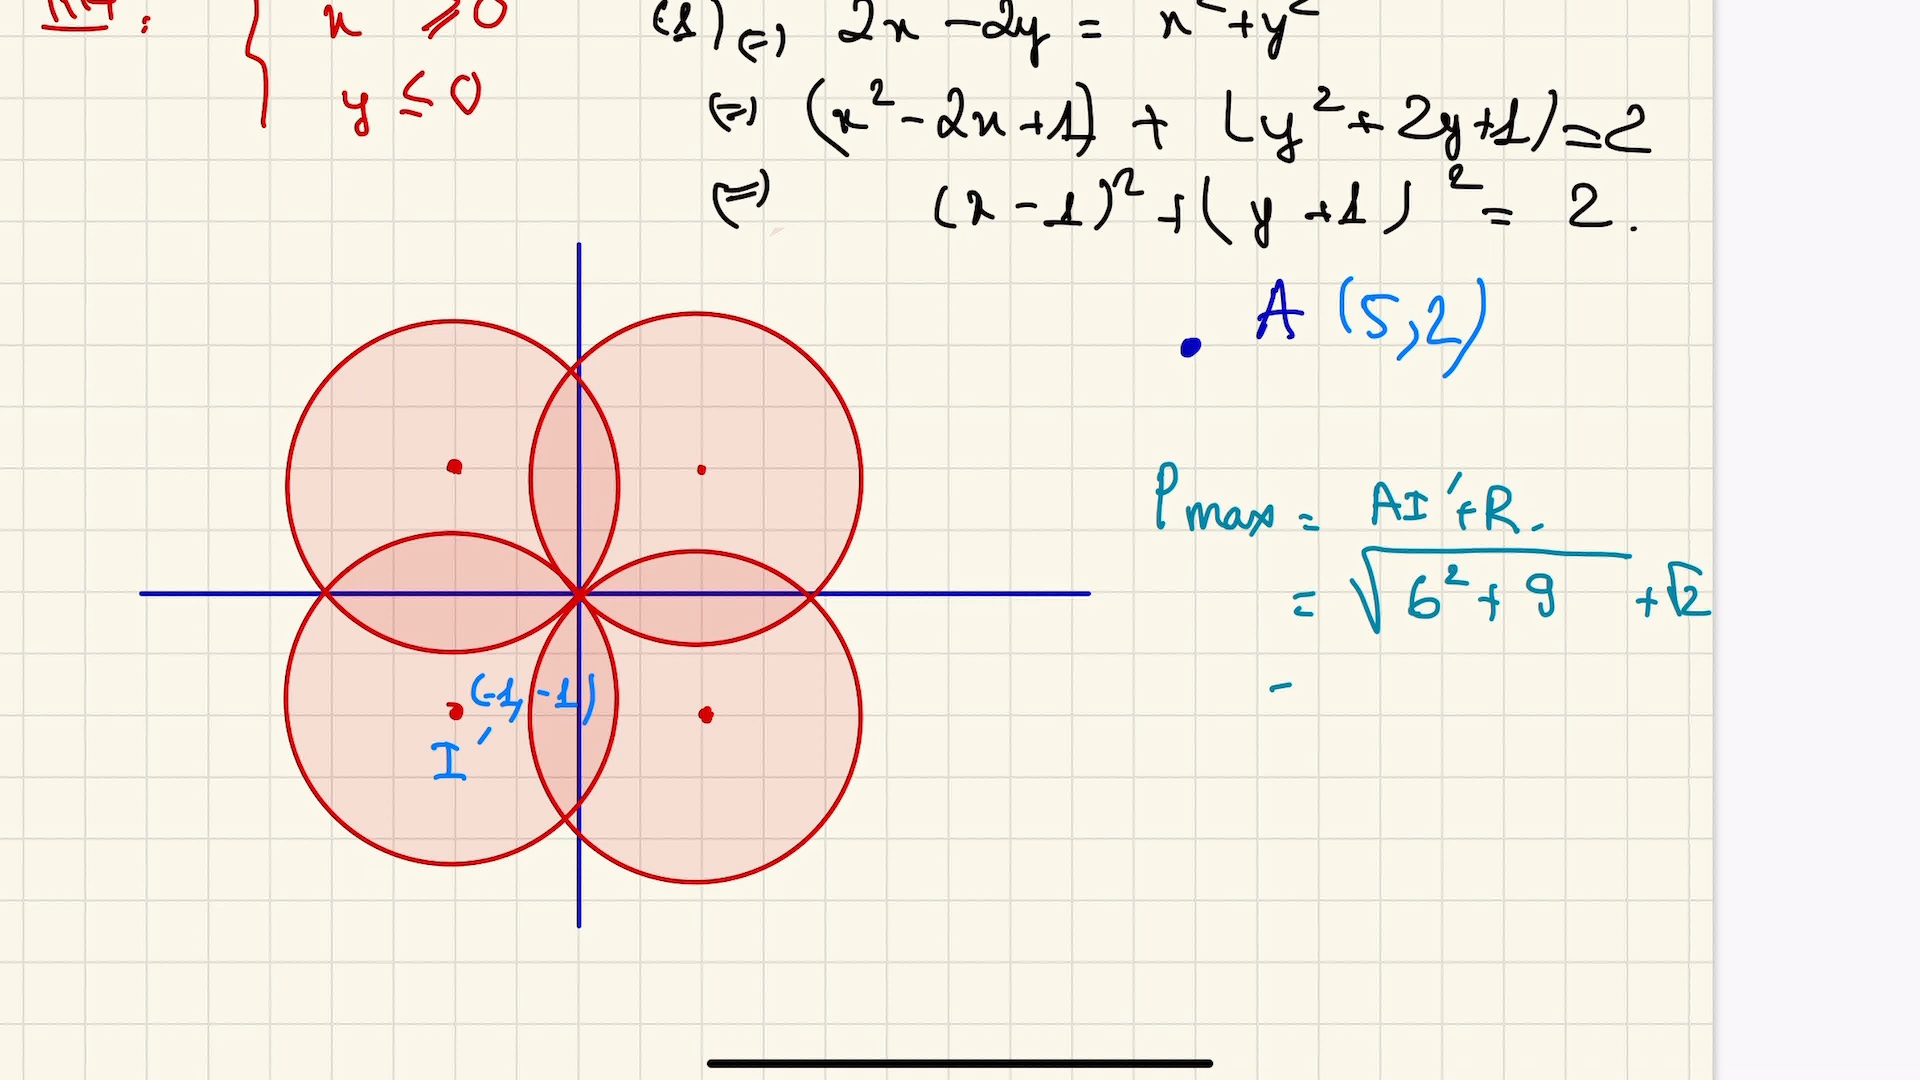 x ⩾ 0
y ≤ 0
(1) (=) 2x - 2y = x² + y²
(=) (x² - 2x + 1) + (y² + 2y + 1) = 2
(=) (x - 1)² + (y + 1)² = 2.
A (5,2)
P max = AI' + R.
= √(6² + 9) + √2
-
(-1, -1)
I'